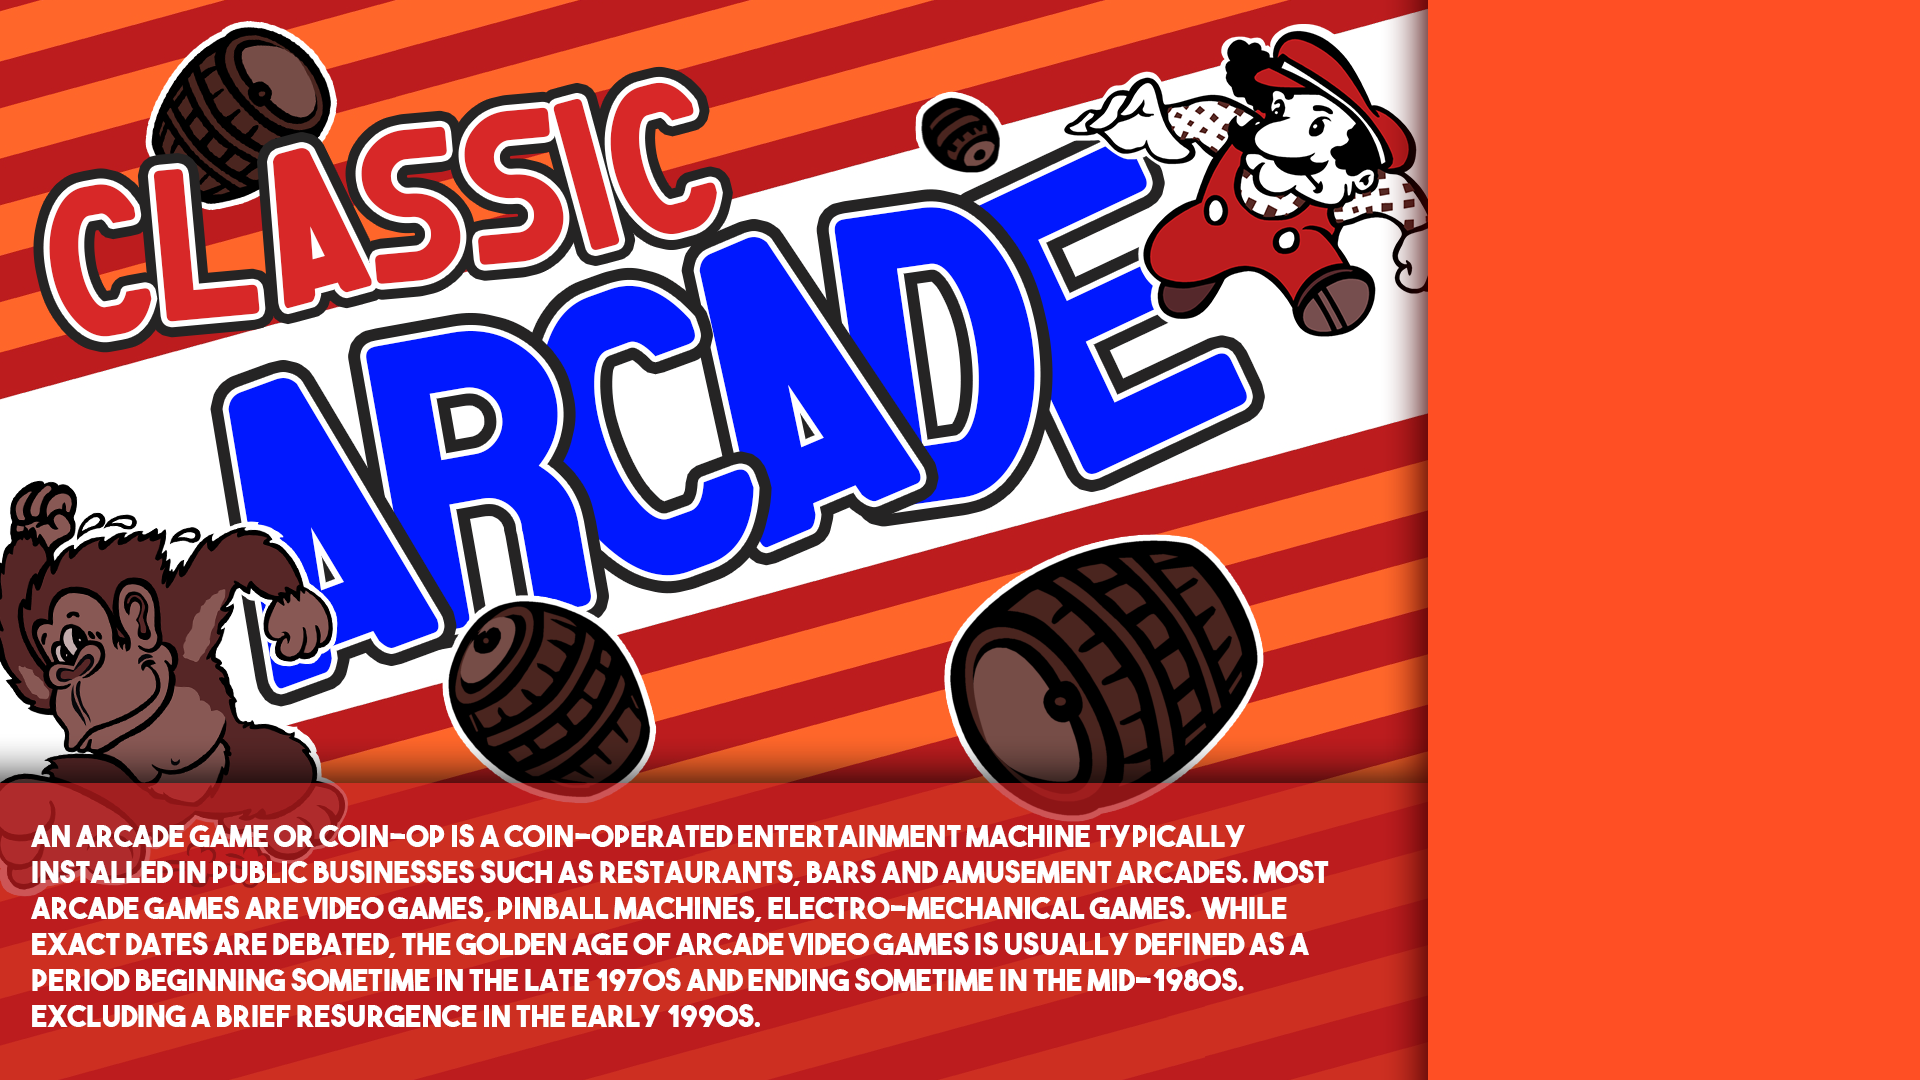 CLASSIC
ARCADE
AN ARCADE GAME OR COIN-OP IS A COIN-OPERATED ENTERTAINMENT MACHINE TYPICALLY
INSTALLED IN PUBLIC BUSINESSES SUCH AS RESTAURANTS, BARS AND AMUSEMENT ARCADES. MOST
ARCADE GAMES ARE VIDEO GAMES, PINBALL MACHINES, ELECTRO-MECHANICAL GAMES. WHILE
EXACT DATES ARE DEBATED, THE GOLDEN AGE OF ARCADE VIDEO GAMES IS USUALLY DEFINED AS A
PERIOD BEGINNING SOMETIME IN THE LATE 1970S AND ENDING SOMETIME IN THE MID-1980S.
EXCLUDING A BRIEF RESURGENCE IN THE EARLY 1990S.